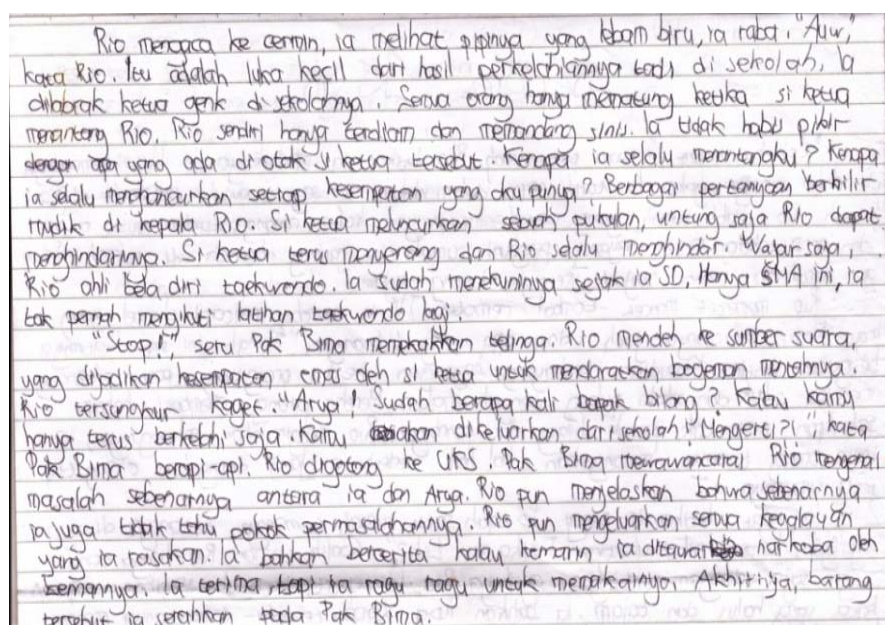 Rio mengaca ke cermin, ia melihat pipinya yang lebam biru, ia raba. "Auw,"
kata Rio. Itu adalah luka kecil dari hasil perkelahiannya tadi di sekolah. Ia
dilabrak ketua genk di sekolahnya. Semua orang hanya mematung ketika si ketua
menantang Rio. Rio sendiri hanya terdiam dan memandang sinis. Ia tidak habis pikir
dengan apa yang ada di otak si ketua tersebut. Kenapa ia selalu menantangku? Kenapa
ia selalu menghancurkan setiap kesempatan yang aku punya? Berbagai pertanyaan berhilir
mudik di kepala Rio. Si ketua meluncurkan sebuah pukulan, untung saja Rio dapat
menghindarinya. Si ketua terus menyerang dan Rio selalu menghindar. Wajar saja,
Rio ahli bela diri taekwondo. Ia sudah menekuninya sejak ia SD, Hanya SMA ini, ia
tak pernah mengikuti latihan taekwondo lagi.
"Stop!!," seru Pak Bima memekakkan telinga. Rio menoleh ke sumber suara,
yang dijadikan kesempatan emas oleh si ketua untuk mendaratkan bogeman mentahnya.
Rio tersungkur kaget. "Arya! Sudah berapa kali bapak bilang? Kalau kamu
hanya terus berkelahi saja. Kamu akan dikeluarkan dari sekolah! Mengerti?!" kata
Pak Bima berapi-api. Rio digotong ke UKS. Pak Bima mewawancarai Rio mengenai
masalah sebenarnya antara ia dan Arya. Rio pun menjelaskan bahwa sebenarnya
ia juga tidak tahu pokok permasalahannya. Rio pun mengeluarkan semua kegalauan
yang ia rasakan. Ia bahkan bercerita kalau kemarin ia ditawari narkoba oleh
temannya. Ia terima, tapi ia ragu ragu untuk memakainya. Akhirnya, barang
tersebut ia serahkan pada Pak Bima.